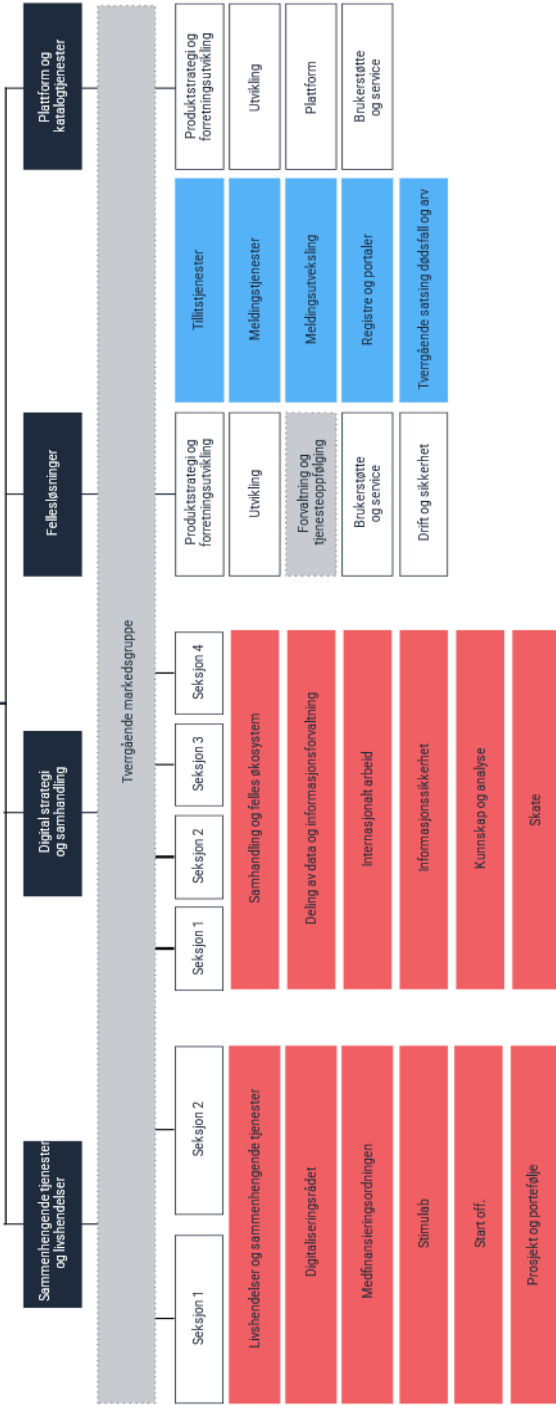 Sammenhengende tjenester
og livshendelser
Digital strategi
og samhandling
Fellesløsninger
Plattform og
katalogtjenester
Tverrgående markedsgruppe
Seksjon 1
Seksjon 2
Livshendelser og sammenhengende tjenester
Digitaliseringsrådet
Medfinansieringsordningen
Stimulab
Start off.
Prosjekt og portefølje
Seksjon 1
Seksjon 2
Seksjon 3
Seksjon 4
Samhandling og felles økosystem
Deling av data og informasjonsforvaltning
Internasjonalt arbeid
Informasjonssikkerhet
Kunnskap og analyse
Skate
Produktstrategi og
forretningsutvikling
Utvikling
Forvaltning og
tjenesteoppfølging
Brukerstøtte
og service
Drift og sikkerhet
Tillitstjenester
Meldingstjenester
Meldingsutveksling
Registre og portaler
Tverrgående satsing dødsfall og arv
Produktstrategi og
forretningsutvikling
Utvikling
Plattform
Brukerstøtte
og service